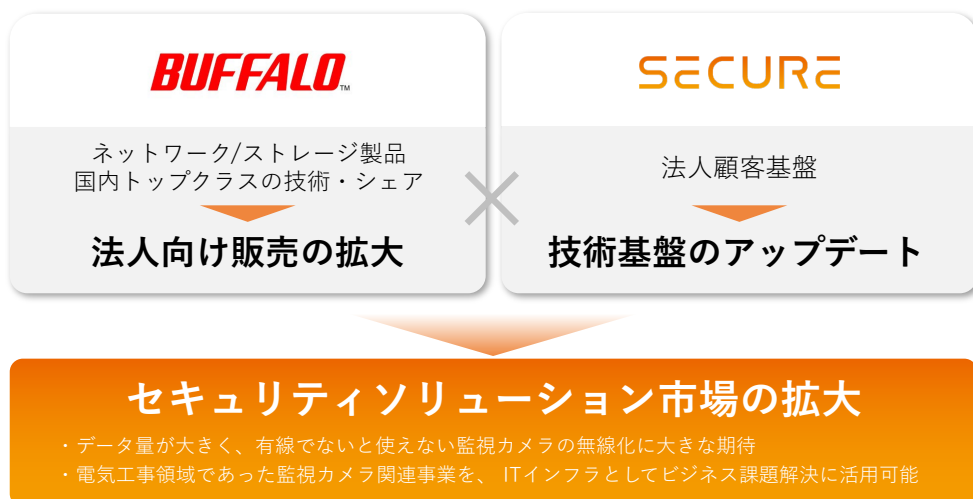 BUFFALO™
ネットワーク/ストレージ製品
国内トップクラスの技術・シェア
法人向け販売の拡大
×
SECURE
法人顧客基盤
技術基盤のアップデート
セキュリティソリューション市場の拡大
・データ量が大きく、有線でないと使えない監視カメラの無線化に大きな期待
・電気工事領域であった監視カメラ関連事業を、 ITインフラとしてビジネス課題解決に活用可能